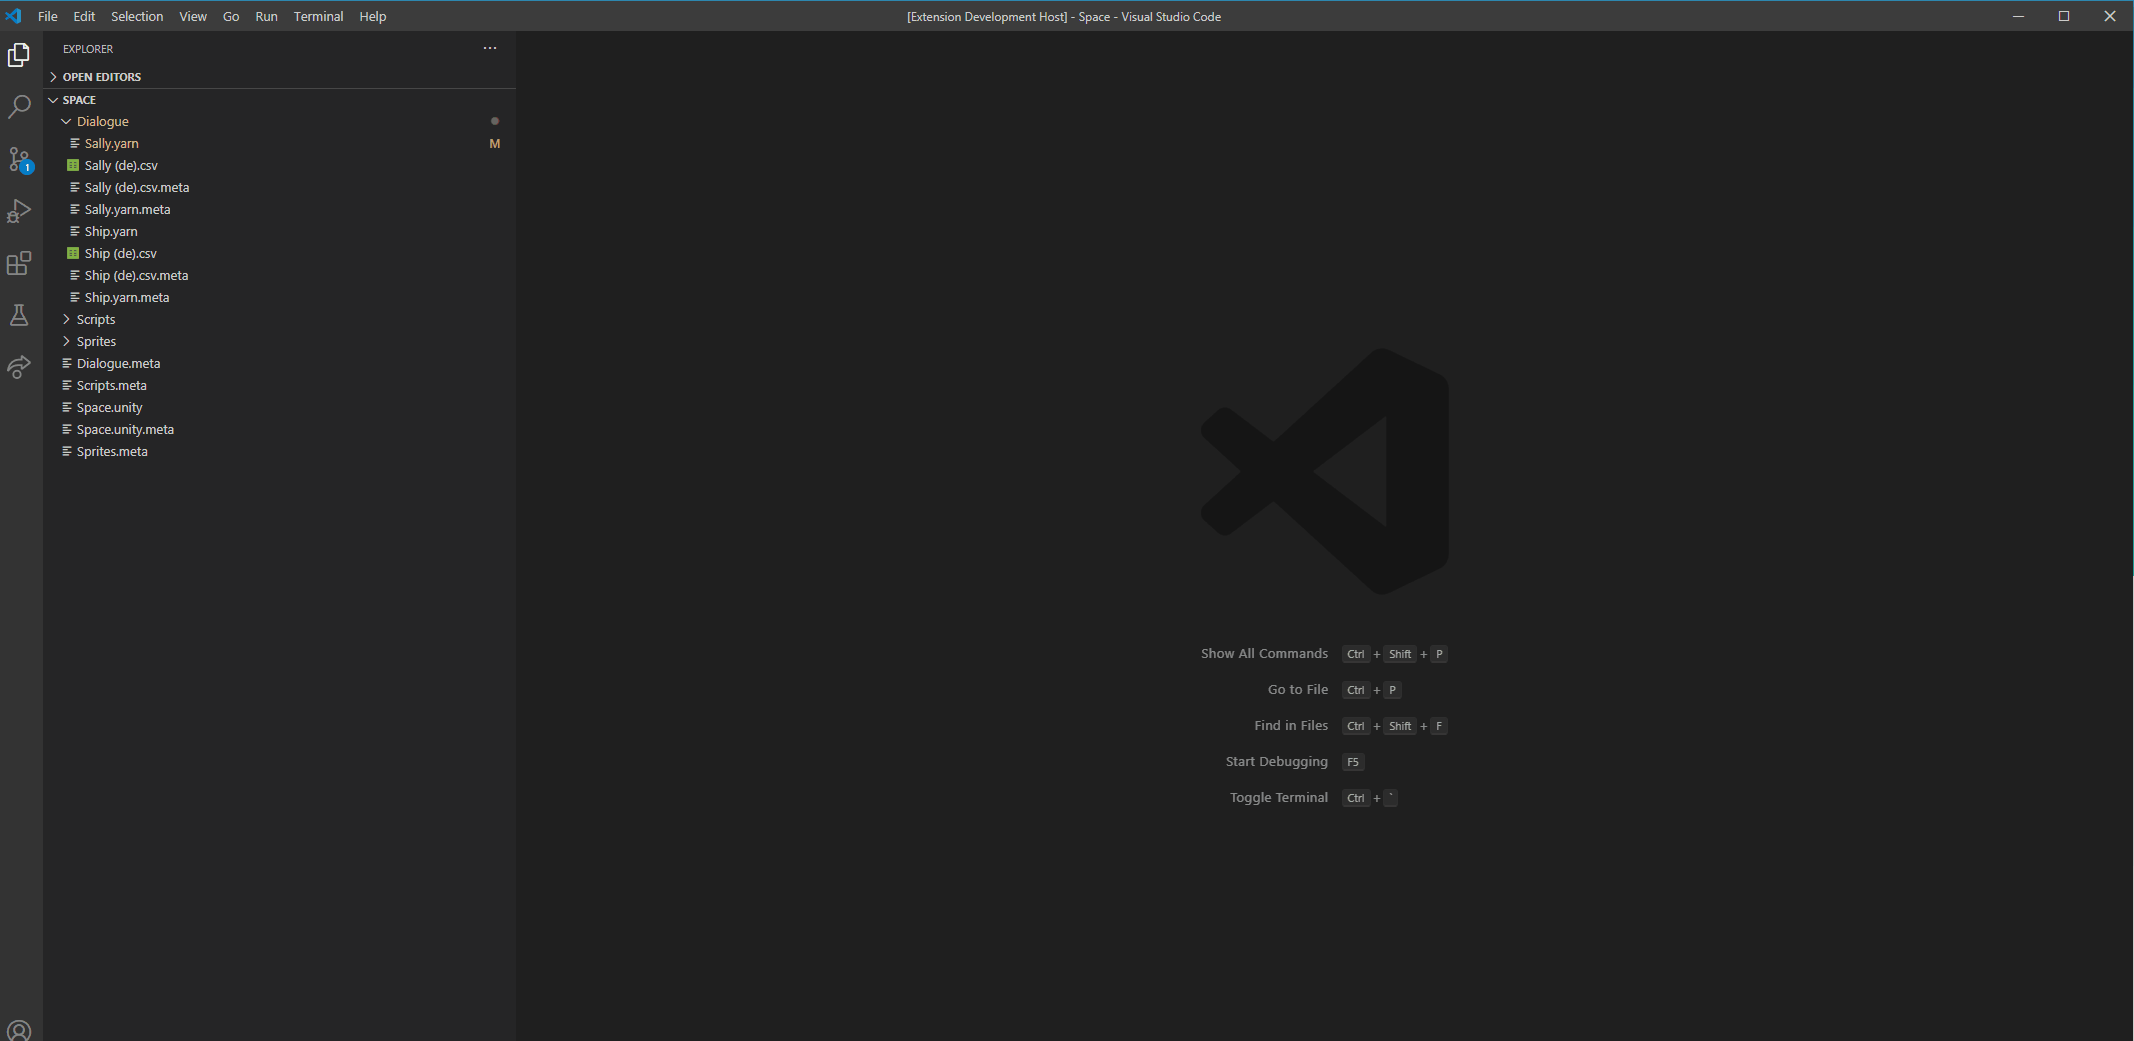 File Edit Selection View Go Run Terminal Help [Extension Development Host] - Space - Visual Studio Code
EXPLORER ···
OPEN EDITORS
SPACE
Dialogue
Sally.yarn M
Sally (de).csv
Sally (de).csv.meta
1
Sally.yarn.meta
Ship.yarn
Ship (de).csv
Ship (de).csv.meta
Ship.yarn.meta
Scripts
Sprites
Dialogue.meta
Scripts.meta
Space.unity
Space.unity.meta
Sprites.meta
Show All Commands Ctrl + Shift + P
Go to File Ctrl + P
Find in Files Ctrl + Shift + F
Start Debugging F5
Toggle Terminal Ctrl + `